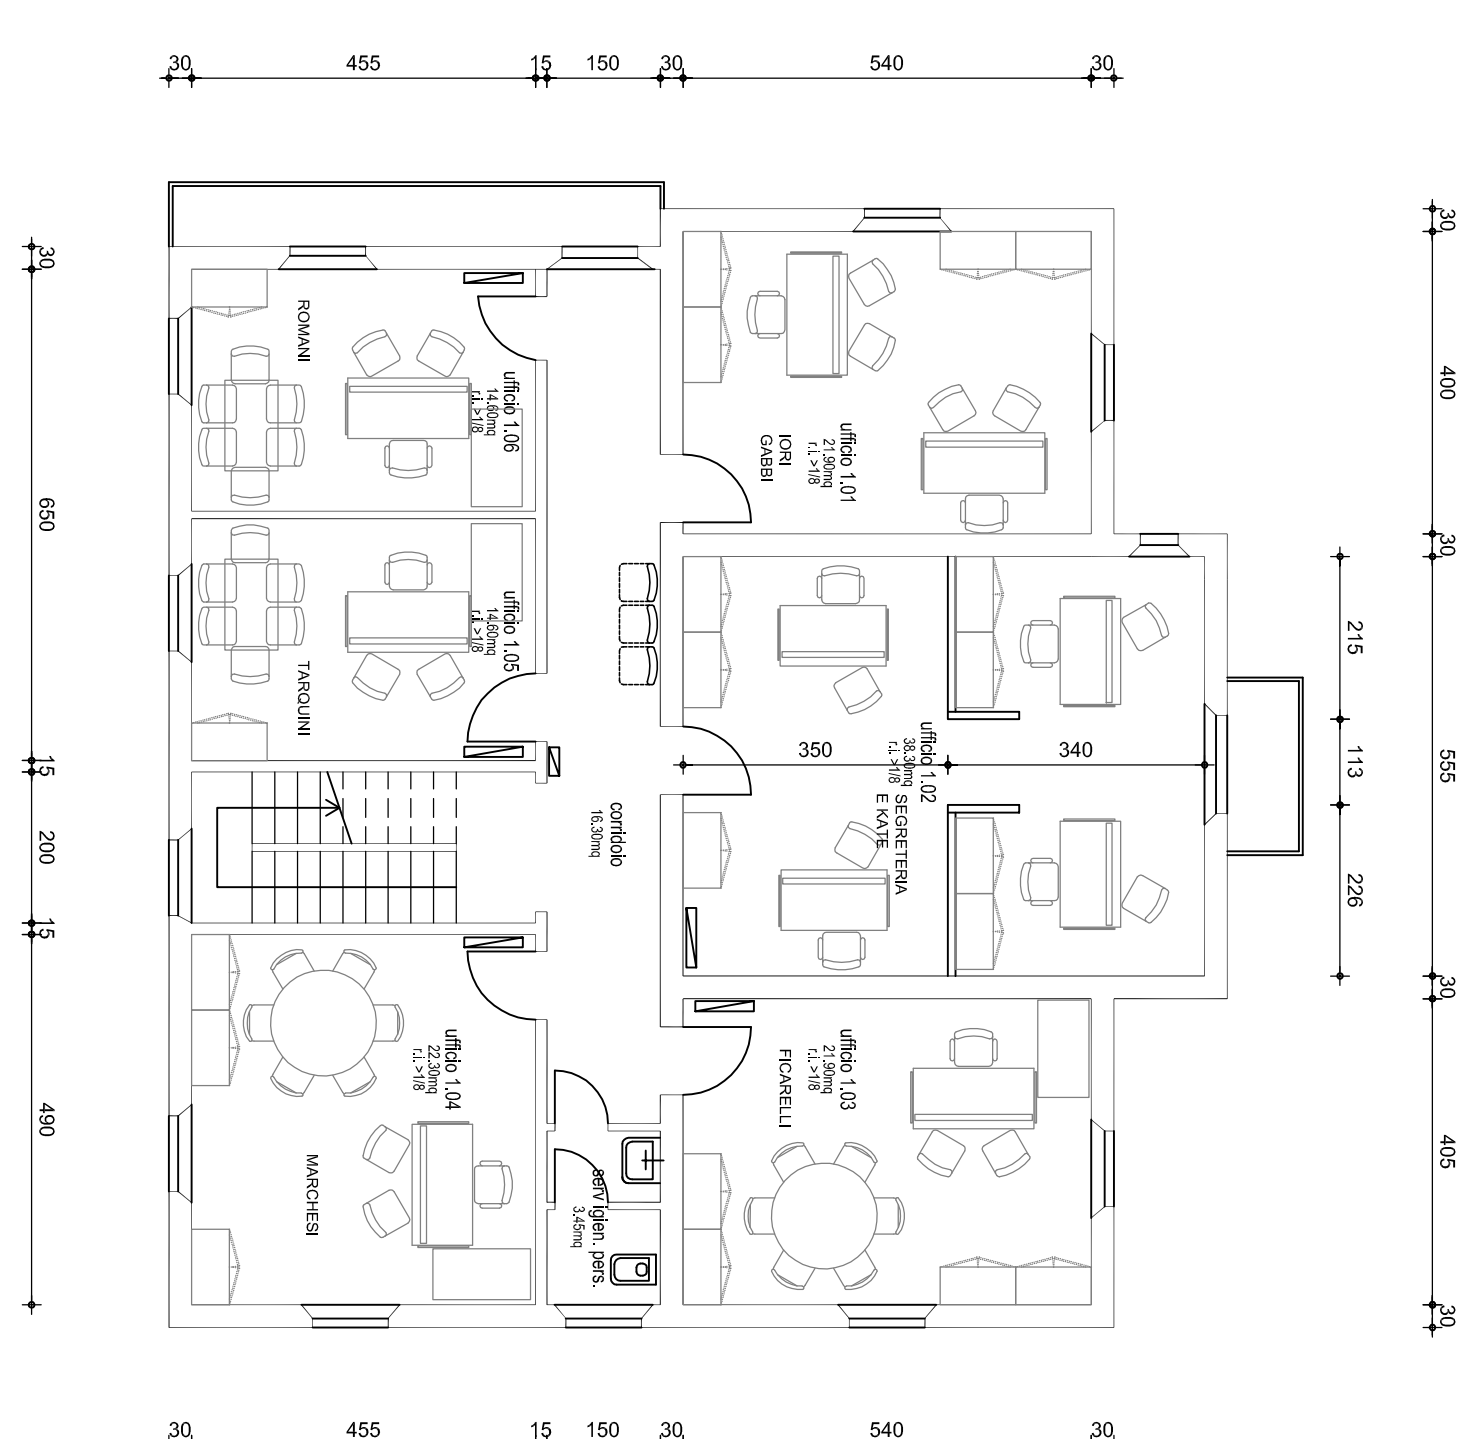 30 455 15 150 30 540 30
30
650
15
200
15
490
30
400
30
555
30
405
30
215
113
226
350
340
ROMANI
ufficio 1.06
14.60mq
r.i. >1/8
ufficio 1.01
21.90mq
r.i. >1/8
IORI
GABBI
ufficio 1.05
14.60mq
r.i. >1/8
TARQUINI
ufficio 1.02
38.30mq
r.i. >1/8
SEGRETERIA
E KATE
corridoio
16.30mq
ufficio 1.04
22.30mq
r.i. >1/8
MARCHESI
ufficio 1.03
21.90mq
r.i. >1/8
FICARELLI
serv igien. pers.
3.45mq
30 455 15 150 30 540 30